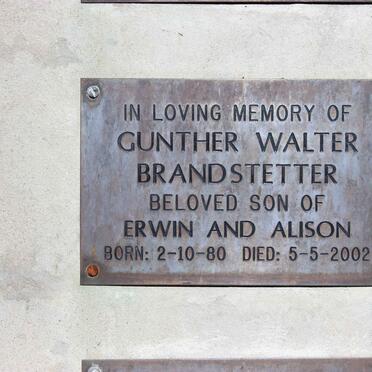 IN LOVING MEMORY OF
GUNTHER WALTER
BRANDSTETTER
BELOVED SON OF
ERWIN AND ALISON
BORN: 2-10-80 DIED: 5-5-2002